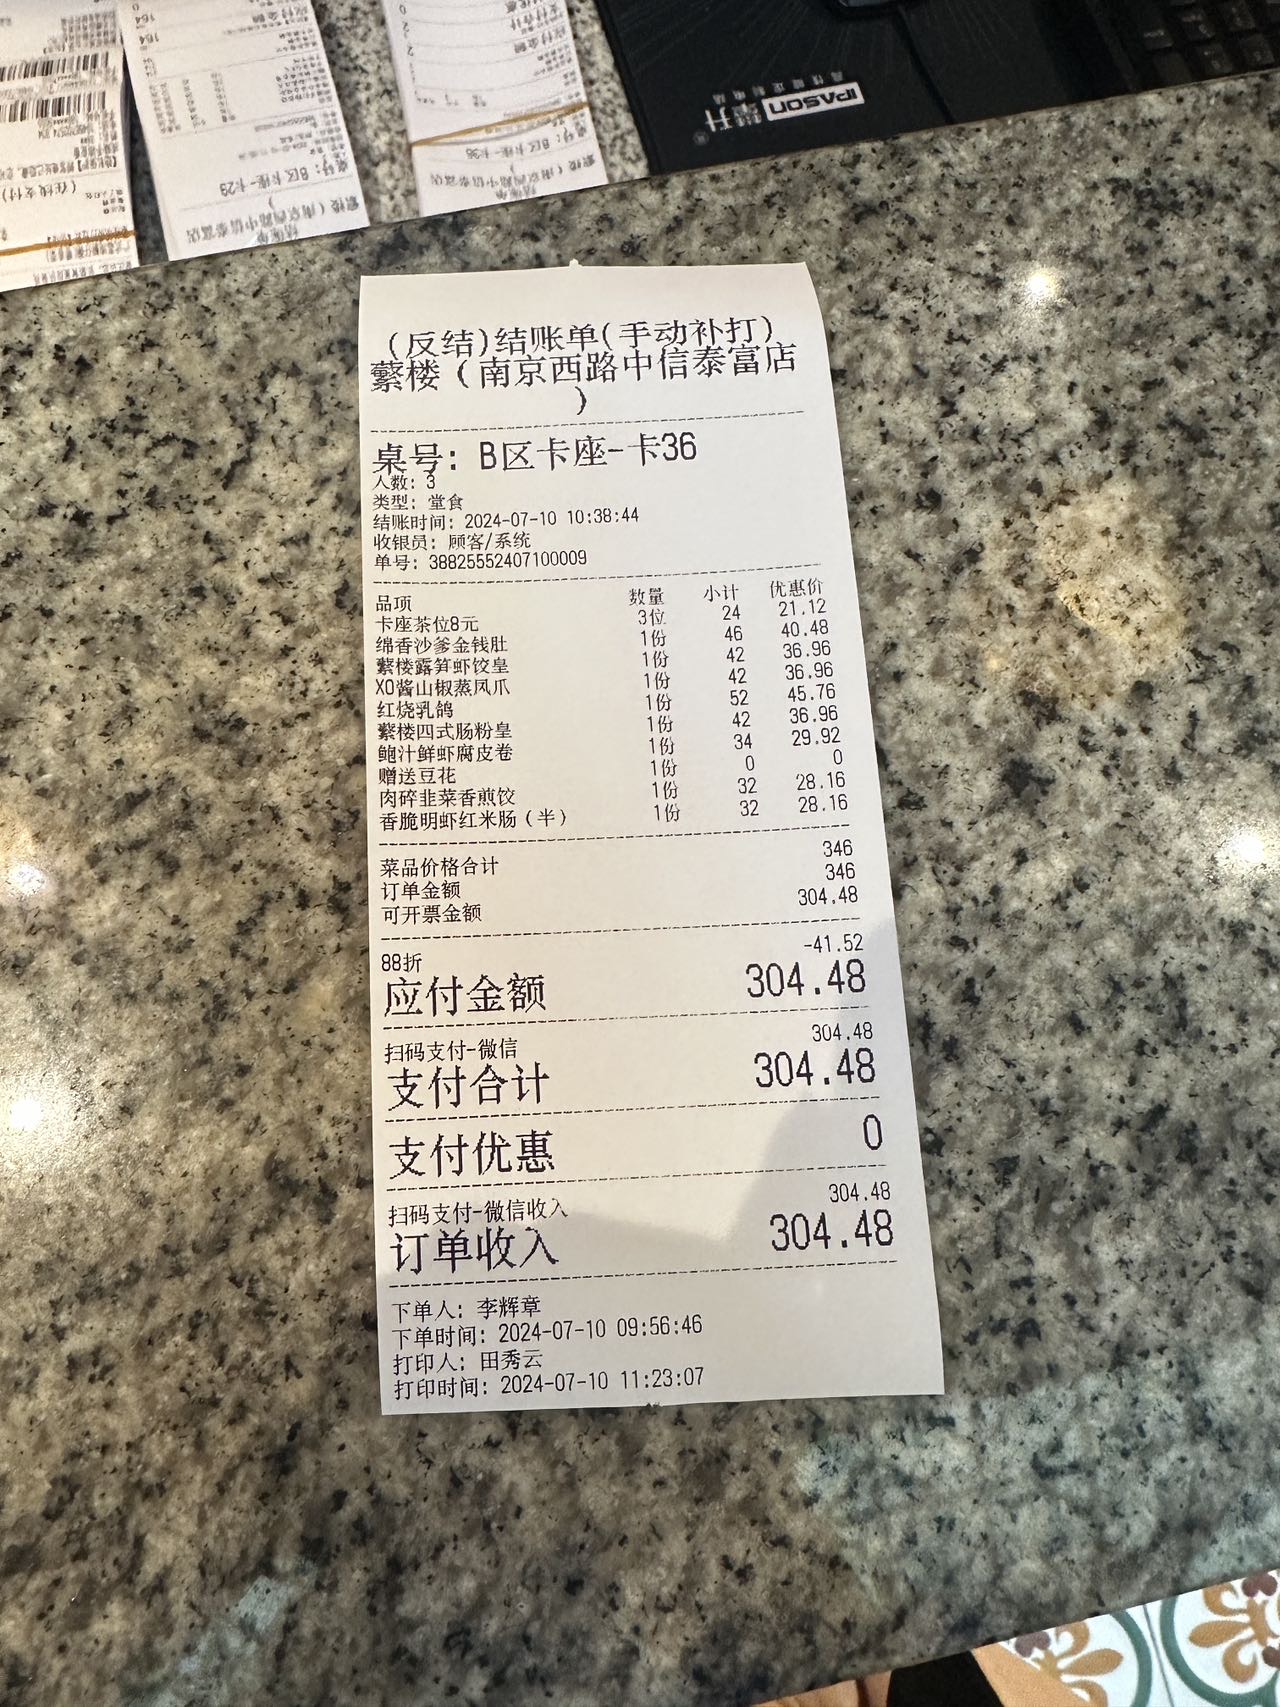 IPASON
(反结)结账单(手动补打)
蘩楼(南京西路中信泰富店
)
桌号: B区卡座-卡36
人数: 3
类型: 堂食
结账时间: 2024-07-10 10:38:44
收银员: 顾客/系统
单号: 38825552407100009
品项 数量 小计 优惠价
卡座茶位8元 3位 24 21.12
绵香沙爹金钱肚 1份 46 40.48
蘩楼露笋虾饺皇 1份 42 36.96
XO酱山椒蒸凤爪 1份 42 36.96
红烧乳鸽 1份 52 45.76
蘩楼四式肠粉皇 1份 42 36.96
鲍汁鲜虾腐皮卷 1份 34 29.92
赠送豆花 1份 0 0
肉碎韭菜香煎饺 1份 32 28.16
香脆明虾红米肠(半) 1份 32 28.16
菜品价格合计 346
订单金额 346
可开票金额 304.48
88折 -41.52
应付金额 304.48
扫码支付-微信 304.48
支付合计 304.48
支付优惠 0
扫码支付-微信收入 304.48
订单收入 304.48
下单人: 李辉章
下单时间: 2024-07-10 09:56:46
打印人: 田秀云
打印时间: 2024-07-10 11:23:07